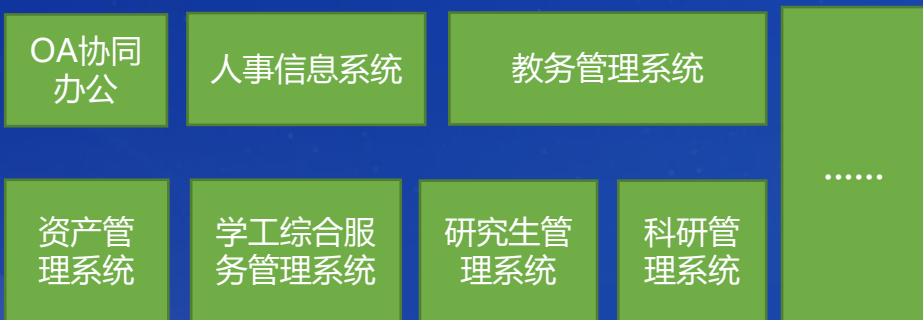 OA协同
办公
人事信息系统
教务管理系统
......
资产管
理系统
学工综合服
务管理系统
研究生管
理系统
科研管
理系统